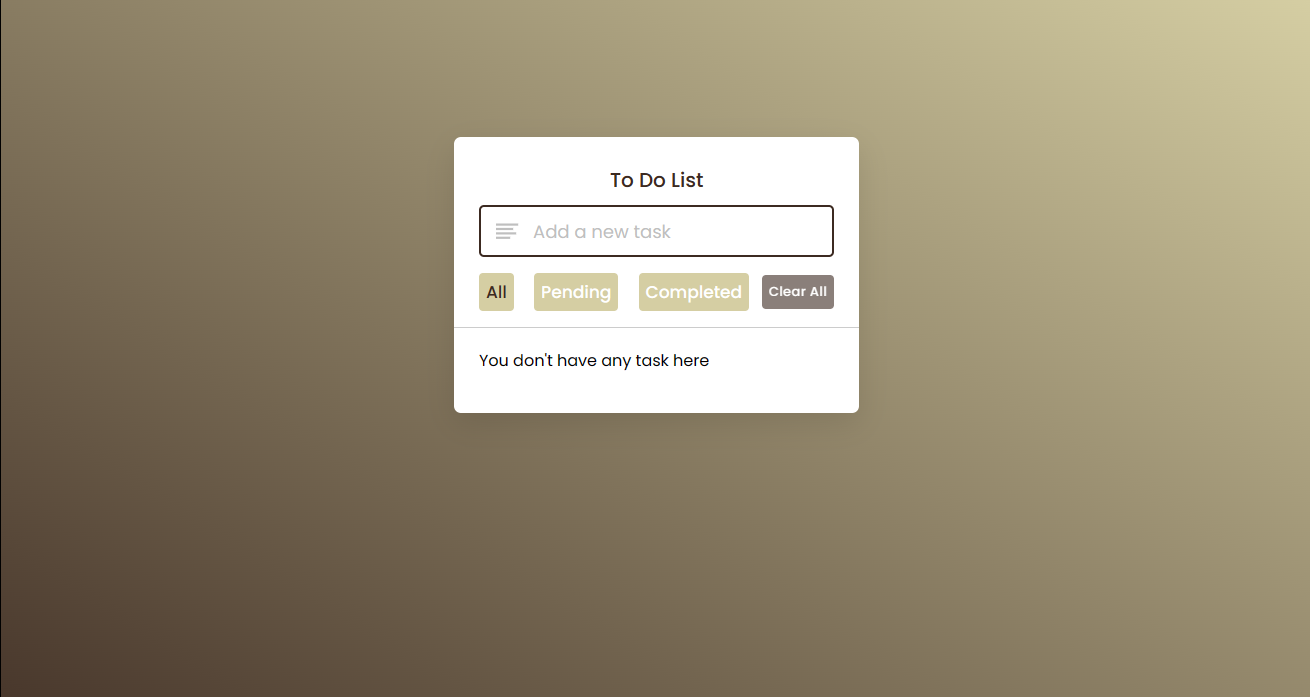 To Do List
Add a new task
All Pending Completed Clear All
You don't have any task here